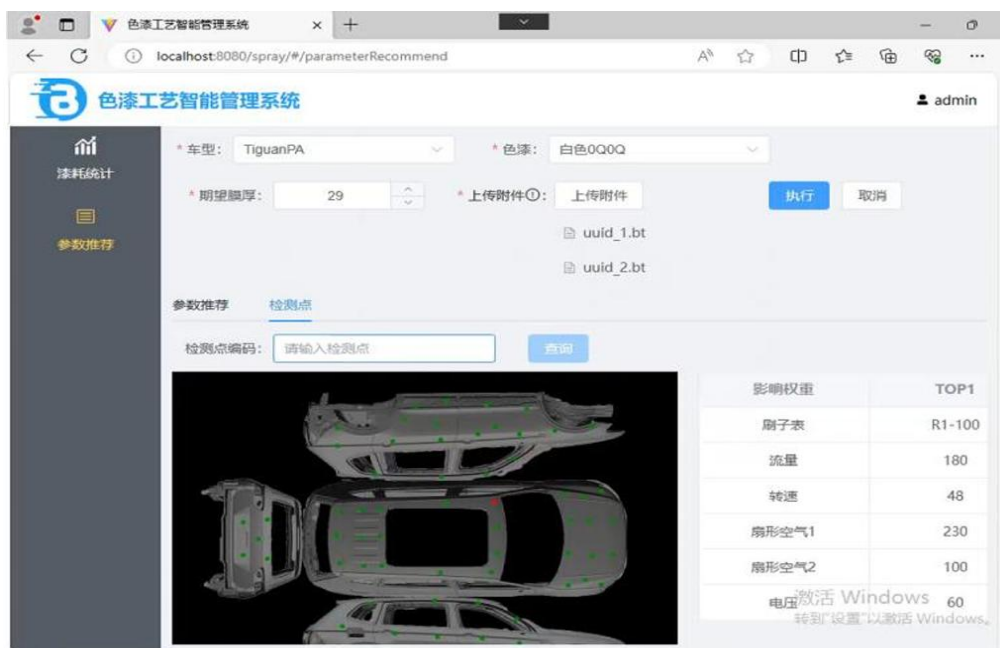 色漆工艺智能管理系统
localhost:8080/spray/#/parameterRecommend
色漆工艺智能管理系统
admin
漆耗统计
参数推荐
* 车型: TiguanPA * 色漆: 白色0Q0Q
* 期望膜厚: 29 * 上传附件: 上传附件 执行 取消
uuid_1.bt
uuid_2.bt
参数推荐 检测点
检测点编码: 请输入检测点 查询
影响权重 TOP1
刷子表 R1-100
流量 180
转速 48
扇形空气1 230
扇形空气2 100
电压 60
激活 Windows
转到"设置"以激活 Windows。